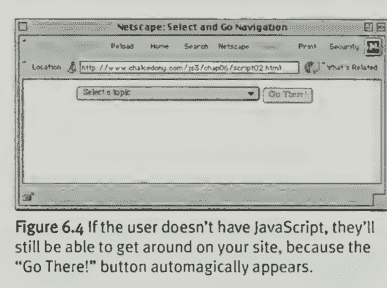 Netscape: Select and Go Navigation
Reload Home Search Netscape Print Security
Location http://www.chalcedony.com/js3/chap06/script02.html What's Related
Select a topic Go There!
Figure 6.4 If the user doesn't have JavaScript, they'll
still be able to get around on your site, because the
"Go There!" button automagically appears.